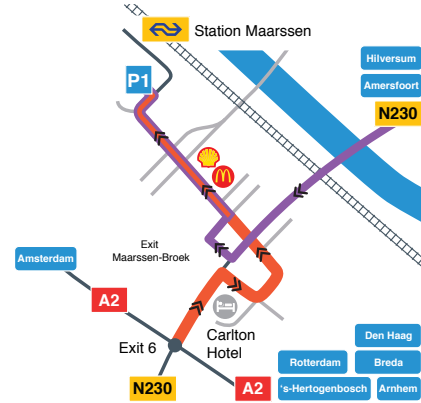 Station Maarssen
P1
Hilversum
Amersfoort
N230
Exit
Maarssen-Broek
Amsterdam
A2
Carlton
Hotel
Exit 6
N230
A2
Den Haag
Rotterdam
Breda
's-Hertogenbosch
Arnhem